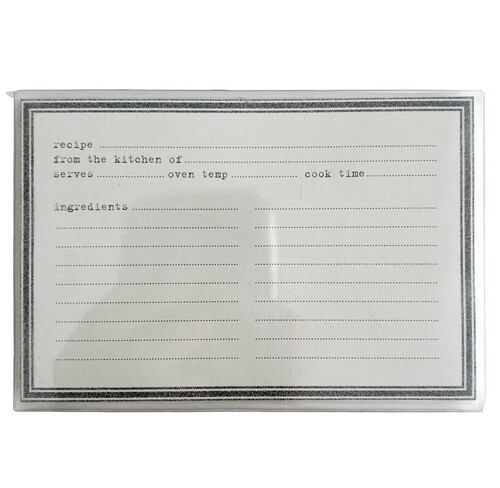 recipe
from the kitchen of
serves oven temp cook time
ingredients